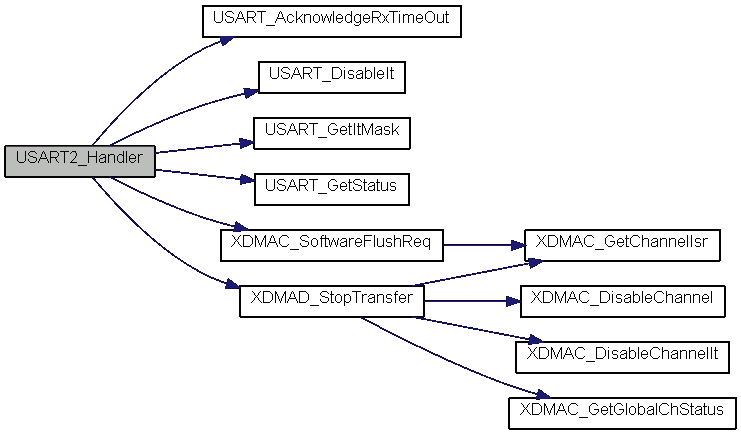 USART_AcknowledgeRxTimeOut
USART_DisableIt
USART_GetItMask
USART2_Handler
USART_GetStatus
XDMAC_SoftwareFlushReq
XDMAC_GetChannelIsr
XDMAD_StopTransfer
XDMAC_DisableChannel
XDMAC_DisableChannelIt
XDMAC_GetGlobalChStatus